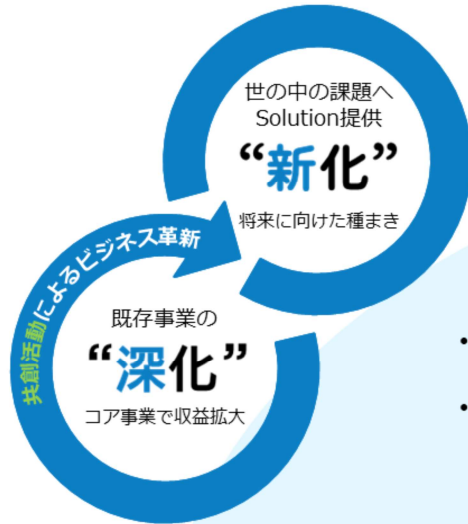 世の中の課題へ
Solution提供
“新化”
将来に向けた種まき
共創活動によるビジネス革新
既存事業の
“深化”
コア事業で収益拡大
•
•